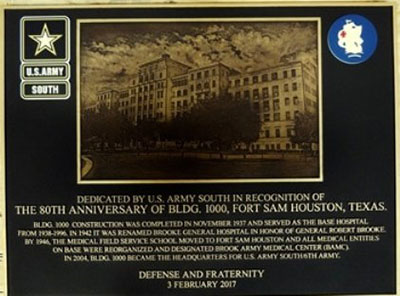 U.S.ARMY
SOUTH
DEDICATED BY U.S. ARMY SOUTH IN RECOGNITION OF
THE 80TH ANNIVERSARY OF BLDG. 1000, FORT SAM HOUSTON, TEXAS.
BLDG. 1000 CONSTRUCTION WAS COMPLETED IN NOVEMBER 1937 AND SERVED AS THE BASE HOSPITAL
FROM 1938-1996. IN 1942 IT WAS RENAMED BROOKE GENERAL HOSPITAL IN HONOR OF GENERAL ROBERT BROOKE.
BY 1946, THE MEDICAL FIELD SERVICE SCHOOL MOVED TO FORT SAM HOUSTON AND ALL MEDICAL ENTITIES
ON BASE WERE REORGANIZED AND DESIGNATED BROOK ARMY MEDICAL CENTER (BAMC).
IN 2004, BLDG 1000 BECAME THE HEADQUARTERS FOR U.S. ARMY SOUTH/6TH ARMY.
DEFENSE AND FRATERNITY
3 FEBRUARY 2017